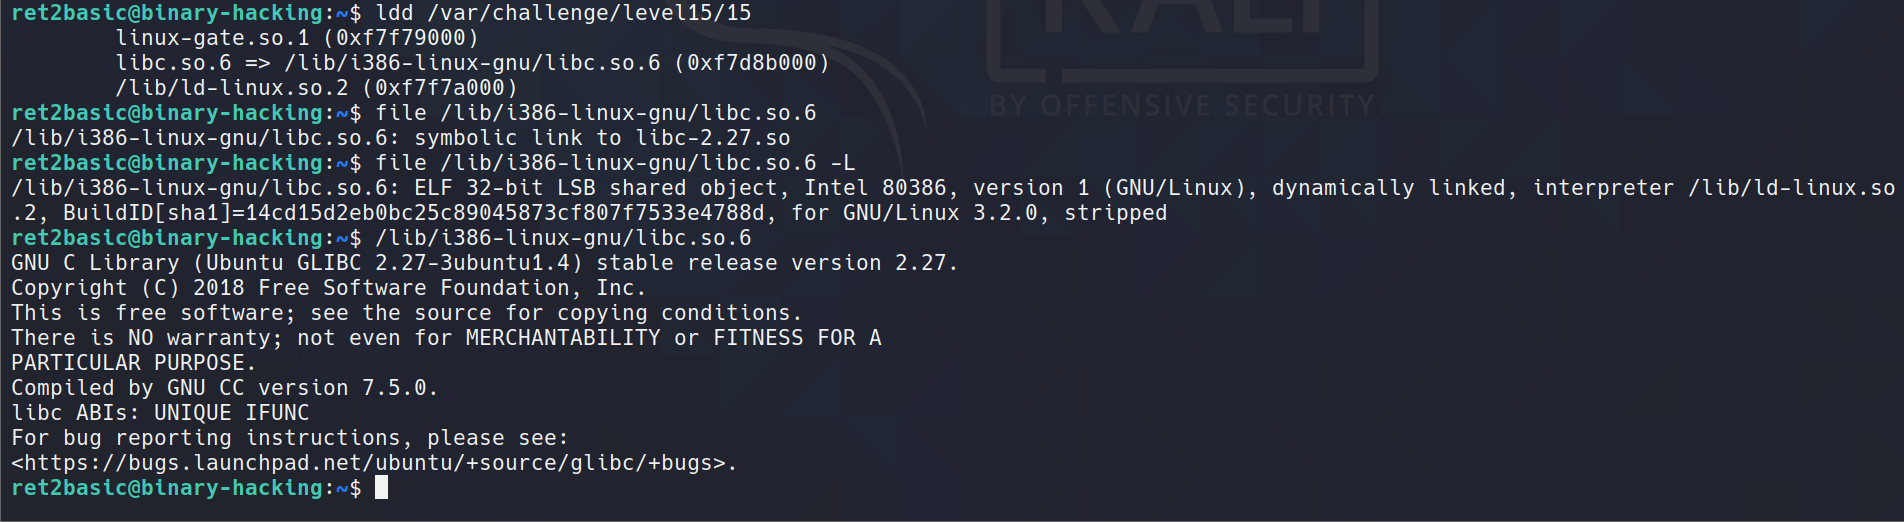 ret2basic@binary-hacking:~$ ldd /var/challenge/level15/15
        linux-gate.so.1 (0xf7f79000)
        libc.so.6 => /lib/i386-linux-gnu/libc.so.6 (0xf7d8b000)
        /lib/ld-linux.so.2 (0xf7f7a000)
ret2basic@binary-hacking:~$ file /lib/i386-linux-gnu/libc.so.6
/lib/i386-linux-gnu/libc.so.6: symbolic link to libc-2.27.so
ret2basic@binary-hacking:~$ file /lib/i386-linux-gnu/libc.so.6 -L
/lib/i386-linux-gnu/libc.so.6: ELF 32-bit LSB shared object, Intel 80386, version 1 (GNU/Linux), dynamically linked, interpreter /lib/ld-linux.so
.2, BuildID[sha1]=14cd15d2eb0bc25c89045873cf807f7533e4788d, for GNU/Linux 3.2.0, stripped
ret2basic@binary-hacking:~$ /lib/i386-linux-gnu/libc.so.6
GNU C Library (Ubuntu GLIBC 2.27-3ubuntu1.4) stable release version 2.27.
Copyright (C) 2018 Free Software Foundation, Inc.
This is free software; see the source for copying conditions.
There is NO warranty; not even for MERCHANTABILITY or FITNESS FOR A
PARTICULAR PURPOSE.
Compiled by GNU CC version 7.5.0.
libc ABIs: UNIQUE IFUNC
For bug reporting instructions, please see:
<https://bugs.launchpad.net/ubuntu/+source/glibc/+bugs>.
ret2basic@binary-hacking:~$
KALI
BY OFFENSIVE SECURITY